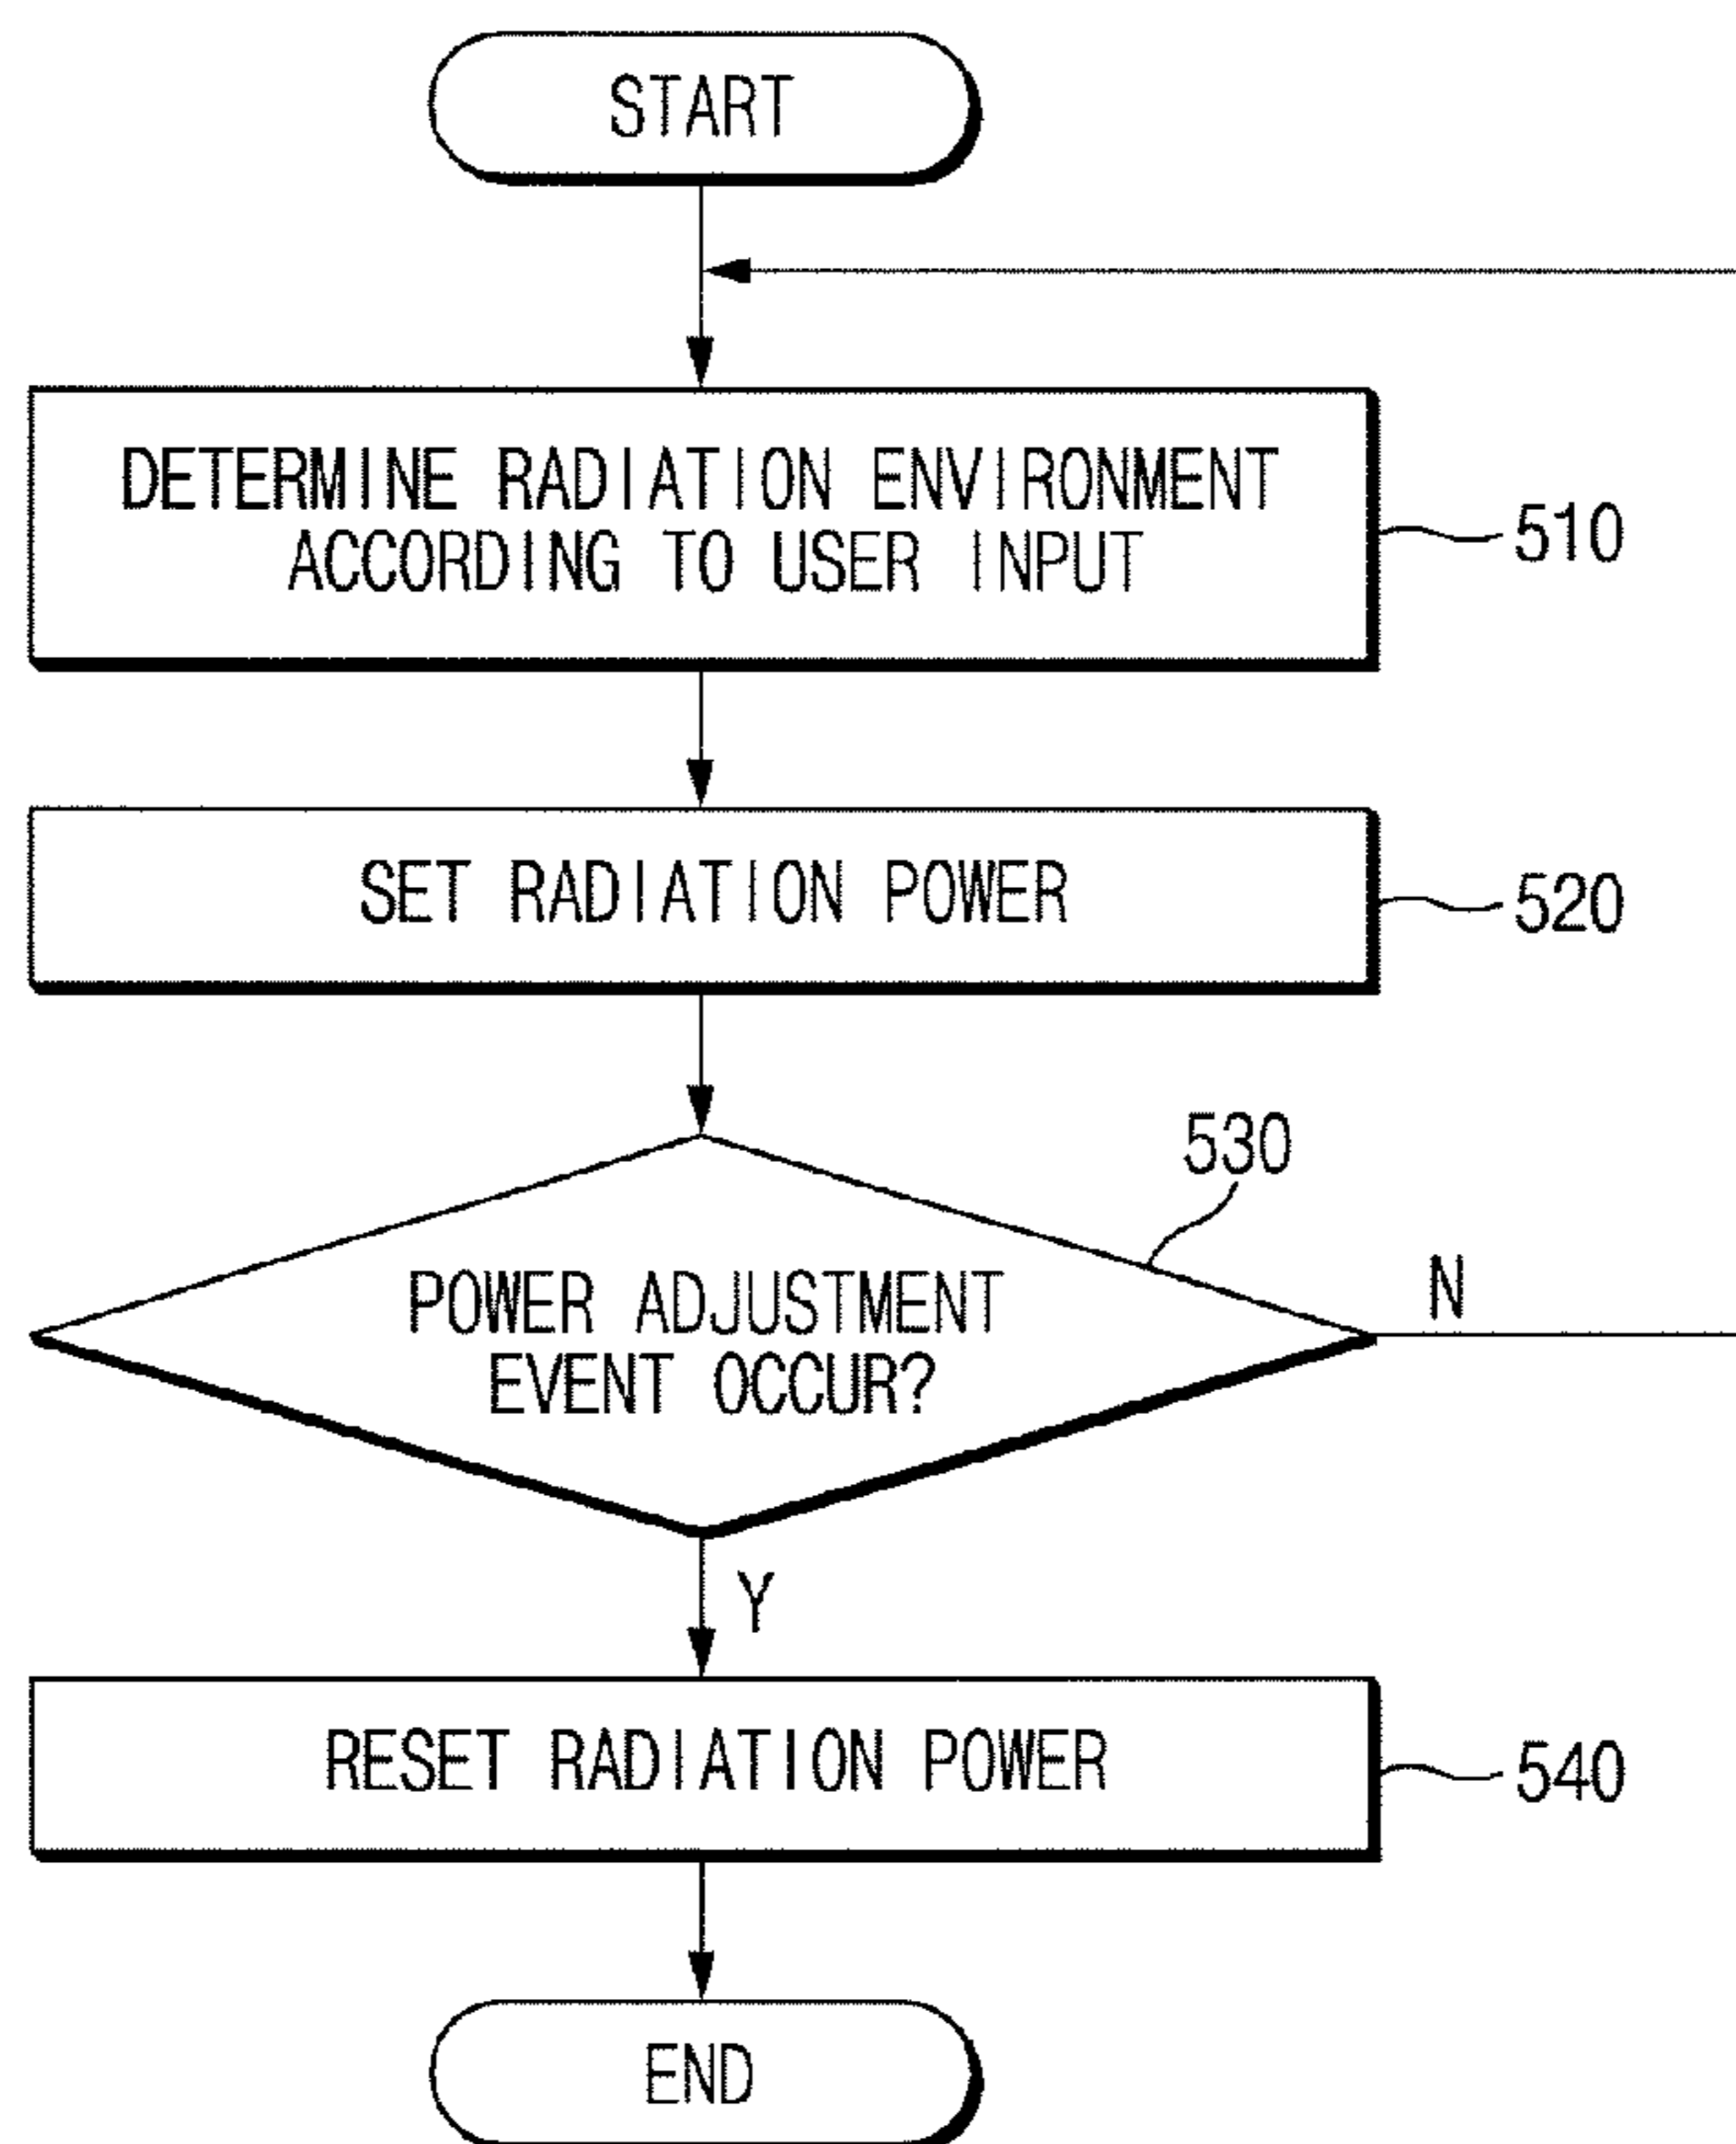 START
DETERMINE RADIATION ENVIRONMENT
ACCORDING TO USER INPUT
510
SET RADIATION POWER
520
530
POWER ADJUSTMENT
EVENT OCCUR?
N
Y
RESET RADIATION POWER
540
END